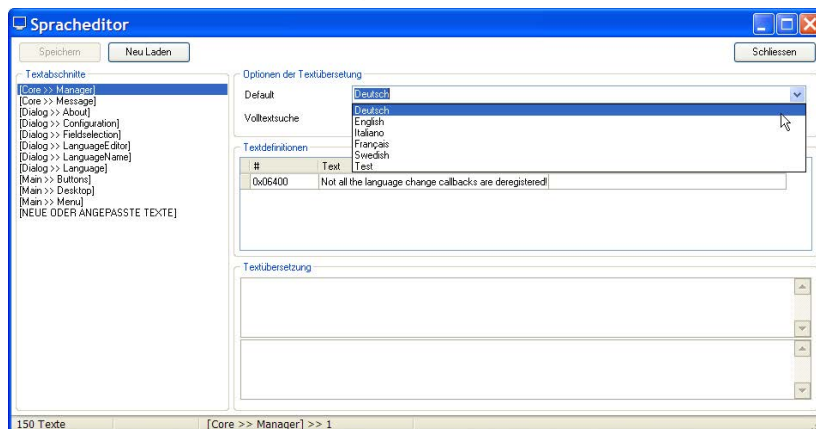 Spracheditor
Speichern
Neu Laden
Schliessen
Textabschnitte
[Core >> Manager]
[Core >> Message]
[Dialog >> About]
[Dialog >> Configuration]
[Dialog >> Fieldselection]
[Dialog >> LanguageEditor]
[Dialog >> LanguageName]
[Dialog >> Language]
[Main >> Buttons]
[Main >> Desktop]
[Main >> Menu]
[NEUE ODER ANGEPASSTE TEXTE]
Optionen der Textübersetung
Default
Deutsch
Volltextsuche
Deutsch
English
Italiano
Français
Swedish
Test
Textdefinitionen
# Text
0x06400 Not all the language change callbacks are deregistered!
Textübersetzung
150 Texte
[Core >> Manager] >> 1